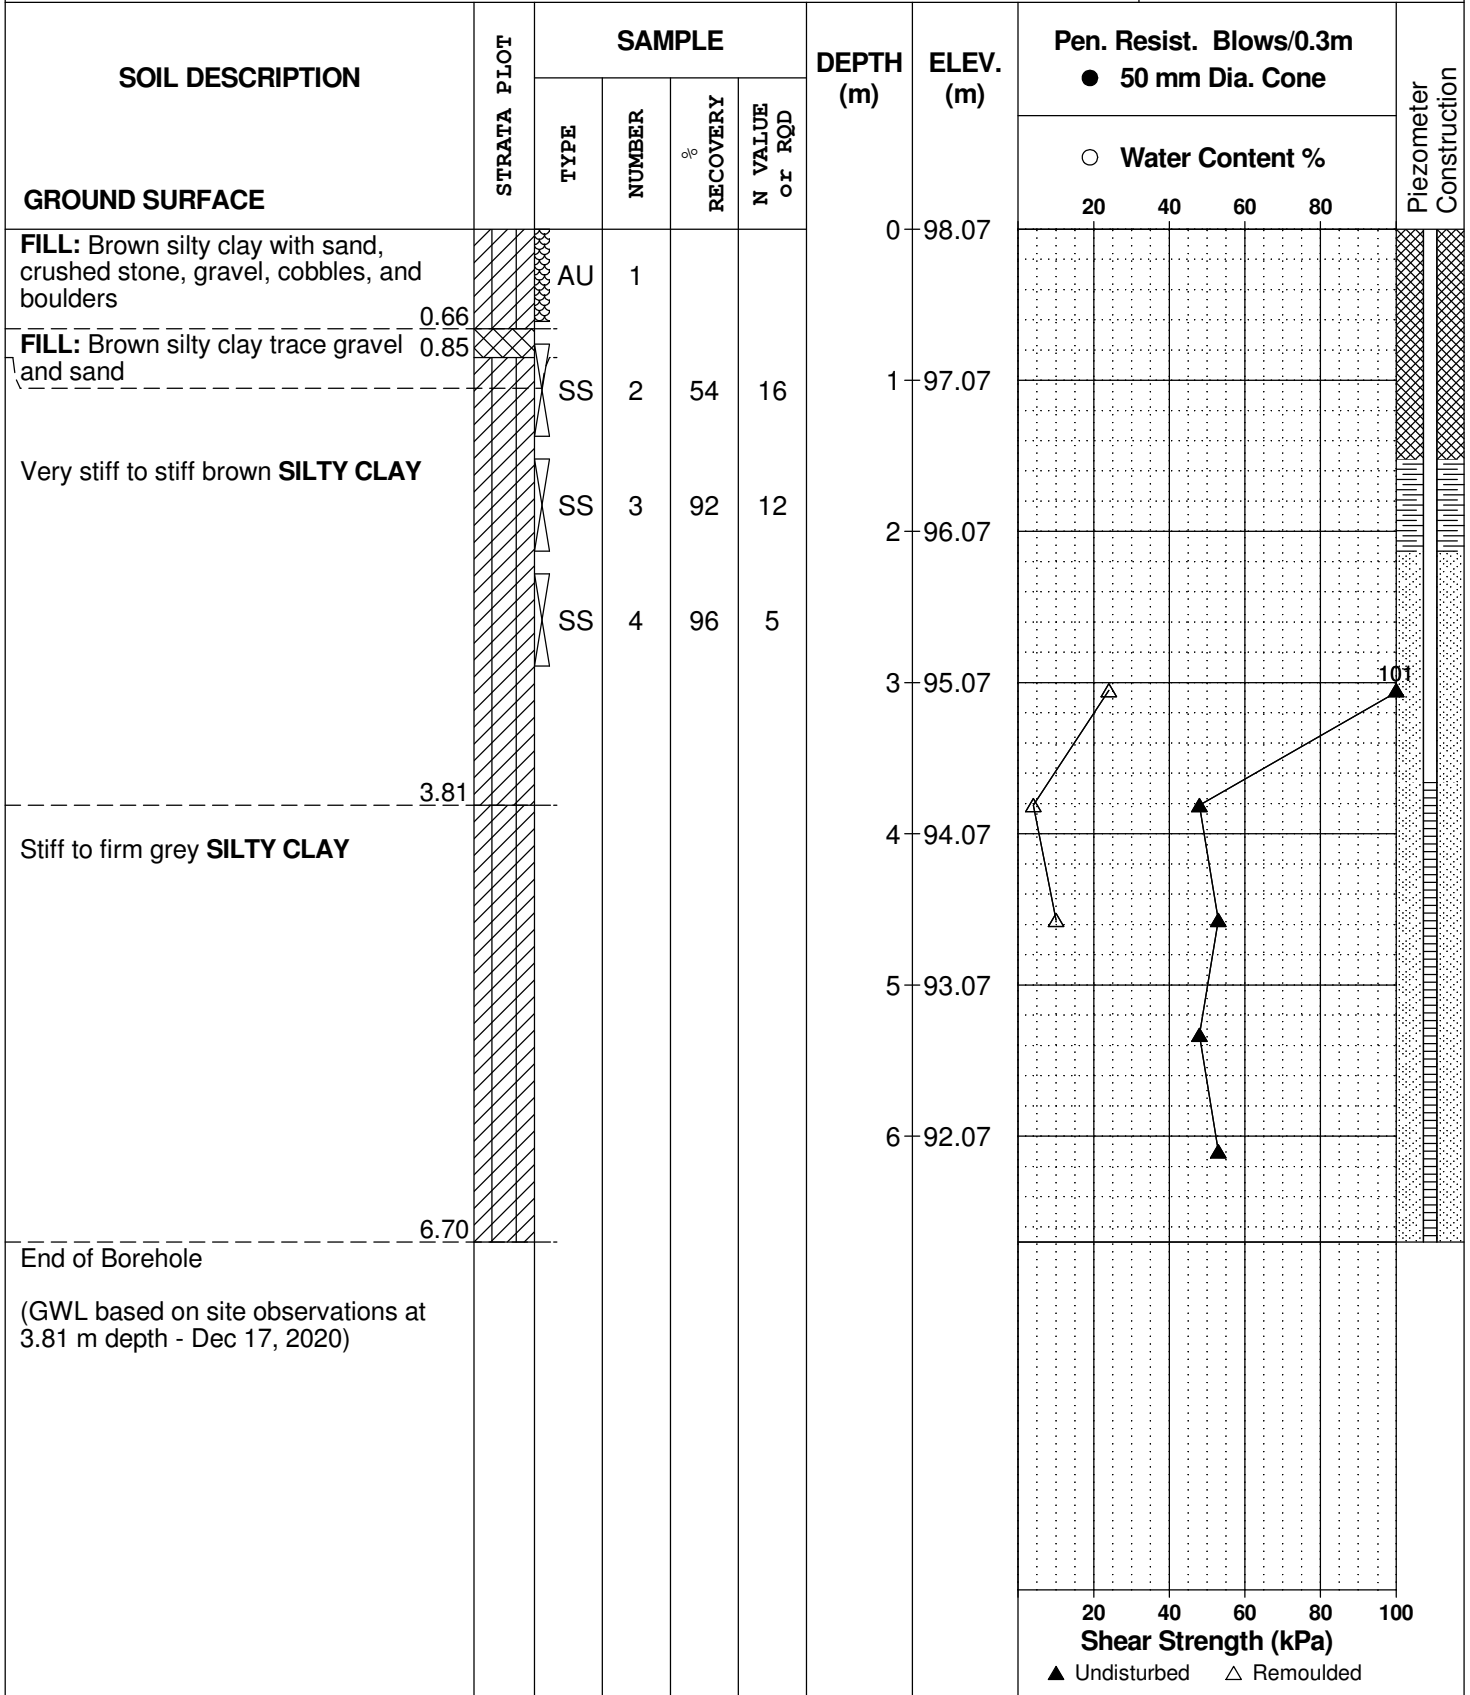 SOIL DESCRIPTION
GROUND SURFACE
STRATA PLOT
SAMPLE
TYPE
NUMBER
% RECOVERY
N VALUE or RQD
DEPTH (m)
ELEV. (m)
Pen. Resist. Blows/0.3m
● 50 mm Dia. Cone
○ Water Content %
20 40 60 80
Piezometer
Construction
0 98.07
FILL: Brown silty clay with sand,
crushed stone, gravel, cobbles, and
boulders
0.66
AU 1
FILL: Brown silty clay trace gravel 0.85
and sand
1 97.07
SS 2 54 16
Very stiff to stiff brown SILTY CLAY
SS 3 92 12
2 96.07
SS 4 96 5
3 95.07
101
3.81
4 94.07
Stiff to firm grey SILTY CLAY
5 93.07
6 92.07
6.70
End of Borehole
(GWL based on site observations at
3.81 m depth - Dec 17, 2020)
20 40 60 80 100
Shear Strength (kPa)
▲ Undisturbed △ Remoulded